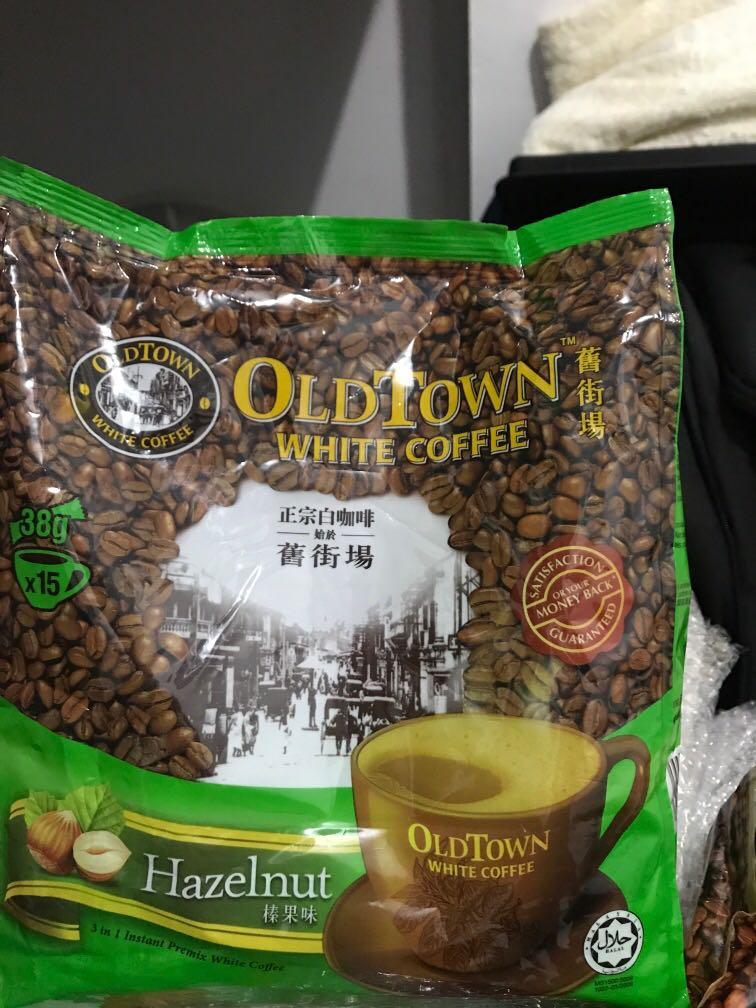 OLDTOWN
WHITE COFFEE
OLDTOWN™
WHITE COFFEE
舊街場
正宗白咖啡
始於
舊街場
38g
x15
SATISFACTION
OR YOUR
MONEY BACK
GUARANTEED
OLDTOWN
WHITE COFFEE
Hazelnut
榛果味
3 in 1 Instant Premix White Coffee
حلال
HALAL